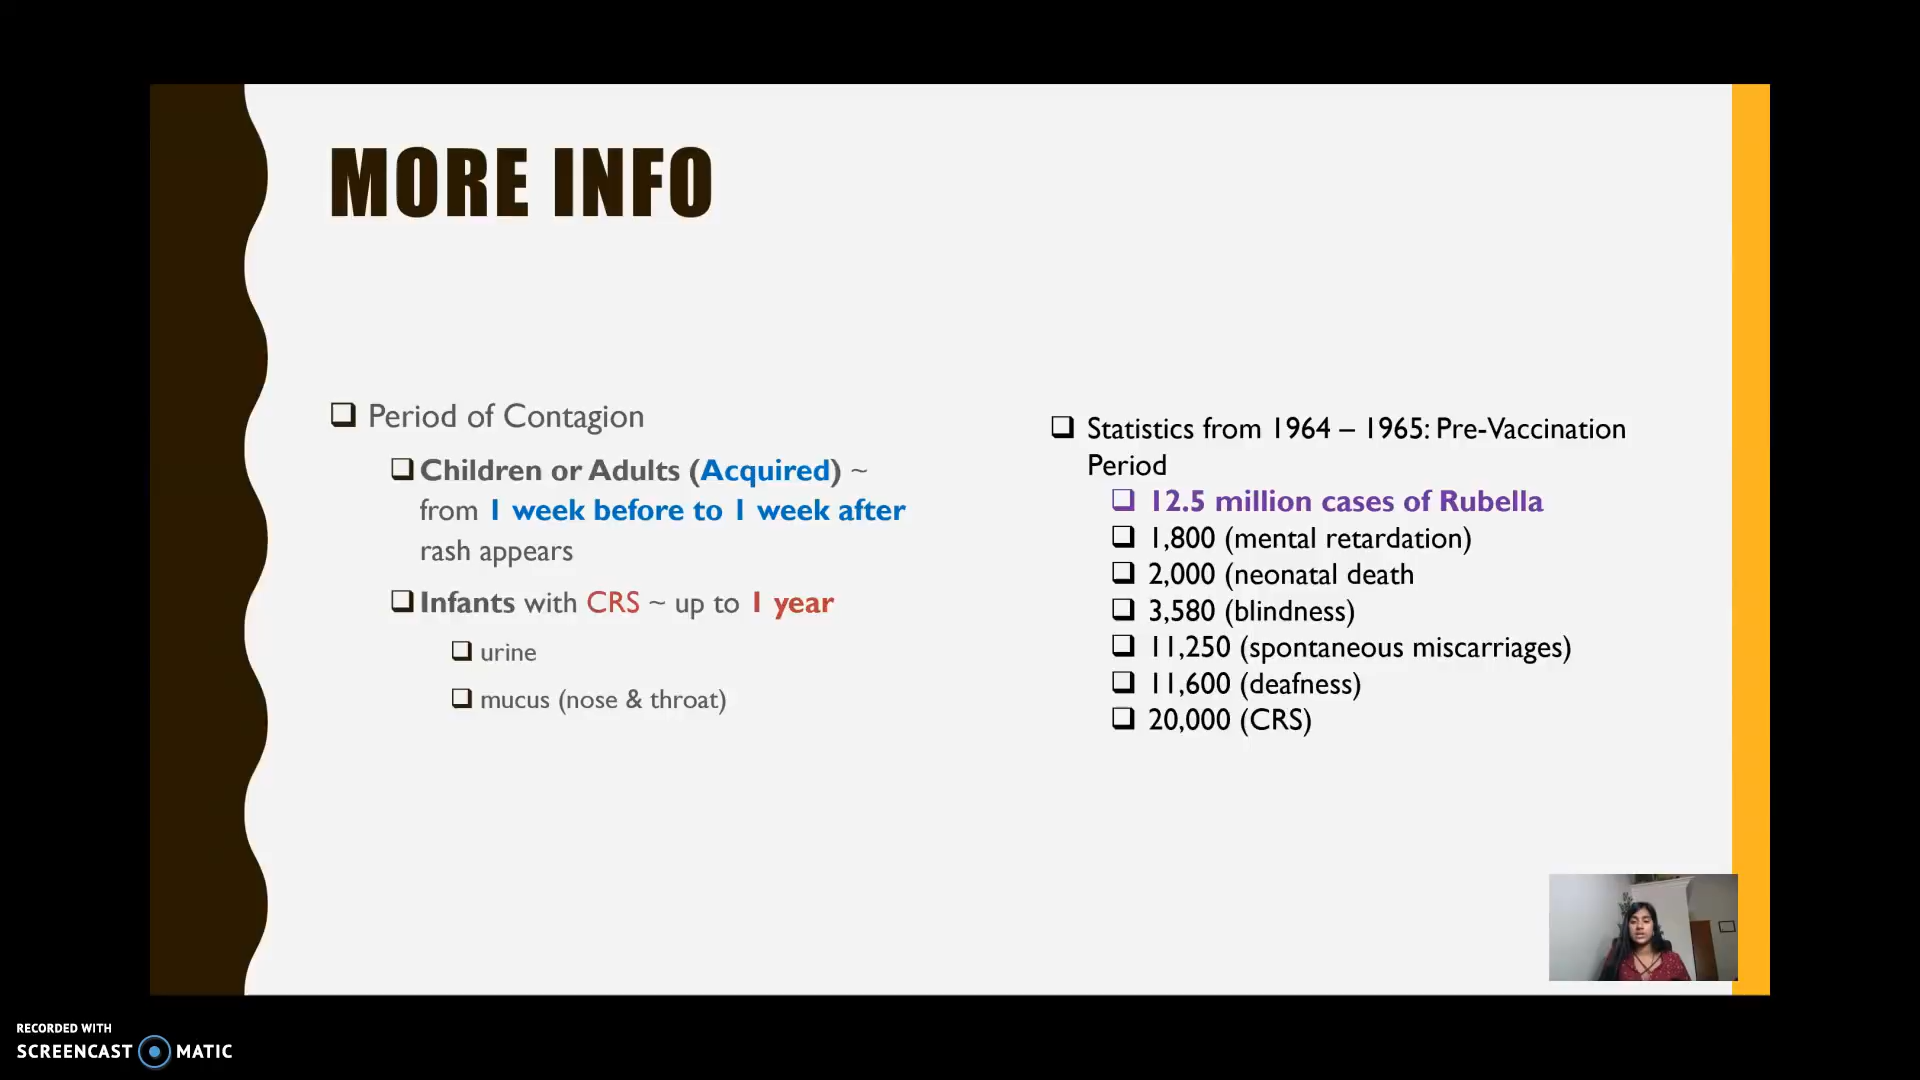 MORE INFO
Period of Contagion
Children or Adults (Acquired) ~
from 1 week before to 1 week after
rash appears
Infants with CRS ~ up to 1 year
urine
mucus (nose & throat)
Statistics from 1964 – 1965: Pre-Vaccination
Period
12.5 million cases of Rubella
1,800 (mental retardation)
2,000 (neonatal death
3,580 (blindness)
11,250 (spontaneous miscarriages)
11,600 (deafness)
20,000 (CRS)
RECORDED WITH
SCREENCAST MATIC